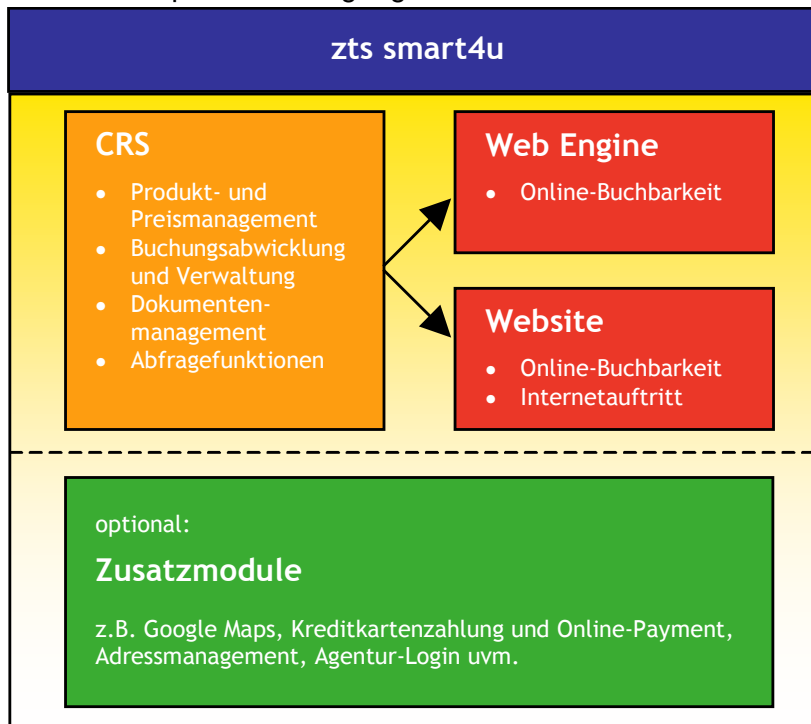 zts smart4u
CRS
• Produkt- und
Preismanagement
• Buchungsabwicklung
und Verwaltung
• Dokumenten-
management
• Abfragefunktionen
Web Engine
• Online-Buchbarkeit
Website
• Online-Buchbarkeit
• Internetauftritt
optional:
Zusatzmodule
z.B. Google Maps, Kreditkartenzahlung und Online-Payment,
Adressmanagement, Agentur-Login uvm.